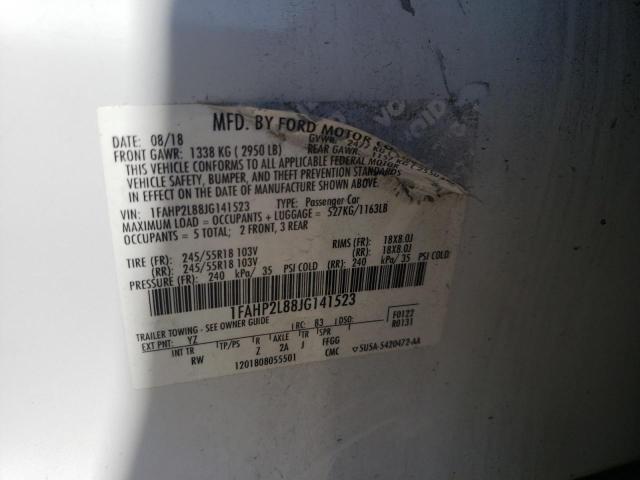 MFD. BY FORD MOTOR CO.
DATE: 08/18 GVWR:
FRONT GAWR: 1338 KG ( 2950 LB) REAR GAWR:
THIS VEHICLE CONFORMS TO ALL APPLICABLE FEDERAL MOTOR
VEHICLE SAFETY, BUMPER, AND THEFT PREVENTION STANDARDS
IN EFFECT ON THE DATE OF MANUFACTURE SHOWN ABOVE.
VIN: 1FAHP2L88JG141523 TYPE: Passenger Car
MAXIMUM LOAD = OCCUPANTS + LUGGAGE = 527KG/1163LB
OCCUPANTS = 5 TOTAL; 2 FRONT, 3 REAR
TIRE (FR): 245/55R18 103V RIMS (FR): 18X8.0J
(RR): 245/55R18 103V (RR): 18X8.0J
PRESSURE (FR): 240 kPa/ 35 PSI COLD (RR): 240 kPa/ 35 PSI COLD
1FAHP2L88JG141523
TRAILER TOWING - SEE OWNER GUIDE F0122
EXT PNT: YZ RC: 83 DSO: R0131
INT TR TP/PS R AXLE TR SPR
RW Z 2A J FFGG
1201808055501 CMC 5U5A-5420472-AA